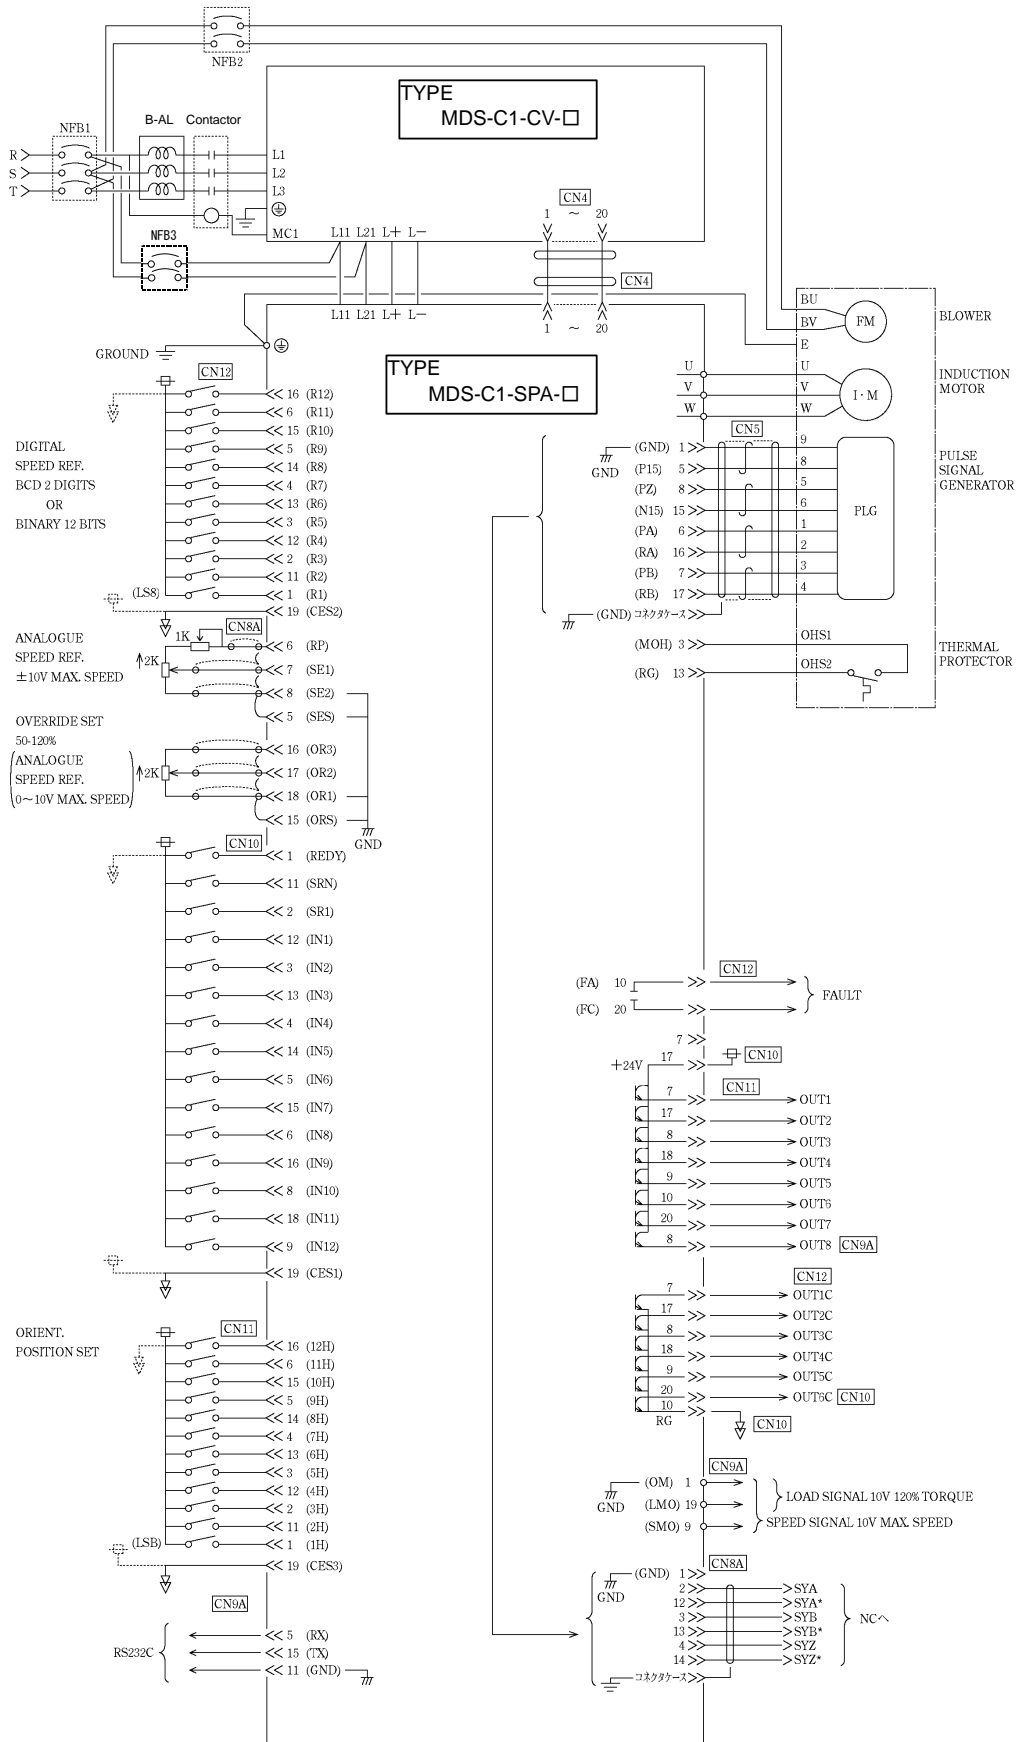 NFB2
TYPE
MDS-C1-CV-□
NFB1
B-AL
Contactor
R
S
T
L1
L2
L3
MC1
NFB3
L11 L21 L+ L−
CN4
1 ～ 20
CN4
L11 L21 L+ L−
1 ～ 20
GROUND
TYPE
MDS-C1-SPA-□
BU
BV
FM
BLOWER
E
U U
V V
W W
I・M
INDUCTION
MOTOR
CN12
16 (R12)
6 (R11)
15 (R10)
5 (R9)
14 (R8)
4 (R7)
13 (R6)
3 (R5)
12 (R4)
2 (R3)
11 (R2)
(LS8)
1 (R1)
19 (CES2)
DIGITAL
SPEED REF.
BCD 2 DIGITS
OR
BINARY 12 BITS
CN5
(GND) 1 9
GND
(P15) 5 8
(PZ) 8 5
(N15) 15 6
(PA) 6 1
(RA) 16 2
(PB) 7 3
(RB) 17 4
(GND) コネクタケース
PLG
PULSE
SIGNAL
GENERATOR
(MOH) 3 OHS1
(RG) 13 OHS2
THERMAL
PROTECTOR
CN8A
ANALOGUE
SPEED REF.
±10V MAX. SPEED
1K
↑2K
6 (RP)
7 (SE1)
8 (SE2)
5 (SES)
OVERRIDE SET
50-120%
ANALOGUE
SPEED REF.
0～10V MAX. SPEED
↑2K
16 (OR3)
17 (OR2)
18 (OR1)
15 (ORS)
GND
CN10
1 (REDY)
11 (SRN)
2 (SR1)
12 (IN1)
3 (IN2)
13 (IN3)
4 (IN4)
14 (IN5)
5 (IN6)
15 (IN7)
6 (IN8)
16 (IN9)
8 (IN10)
18 (IN11)
9 (IN12)
19 (CES1)
CN12
(FA) 10
(FC) 20
FAULT
7
+24V 17
CN10
CN11
7 OUT1
17 OUT2
8 OUT3
18 OUT4
9 OUT5
10 OUT6
20 OUT7
8 OUT8 CN9A
CN12
7 OUT1C
17 OUT2C
8 OUT3C
18 OUT4C
9 OUT5C
20 OUT6C CN10
10
RG
CN10
ORIENT.
POSITION SET
CN11
16 (12H)
6 (11H)
15 (10H)
5 (9H)
14 (8H)
4 (7H)
13 (6H)
3 (5H)
12 (4H)
2 (3H)
11 (2H)
(LSB)
1 (1H)
19 (CES3)
CN9A
(OM) 1
GND
(LMO) 19
(SMO) 9
LOAD SIGNAL 10V 120% TORQUE
SPEED SIGNAL 10V MAX. SPEED
CN8A
(GND) 1
GND
2 SYA
12 SYA*
3 SYB
13 SYB*
4 SYZ
14 SYZ*
コネクタケース
NCへ
CN9A
RS232C
5 (RX)
15 (TX)
11 (GND)